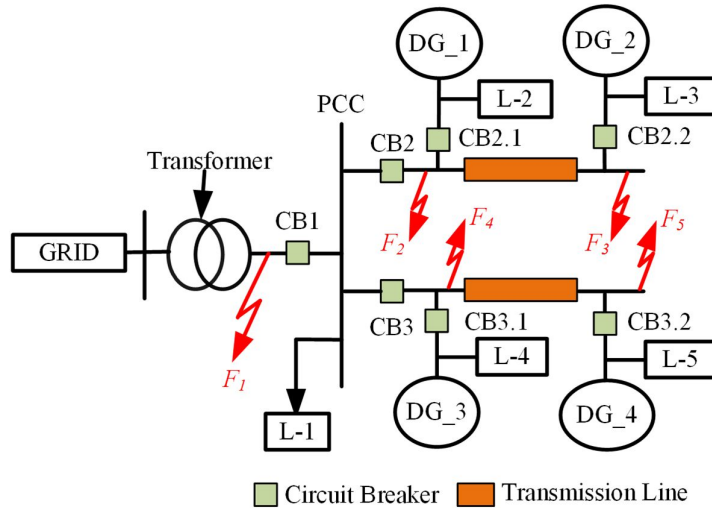 DG_1
DG_2
L-2
L-3
PCC
CB2
CB2.1
CB2.2
Transformer
CB1
F2
F4
F3
F5
GRID
CB3
CB3.1
CB3.2
F1
L-4
L-5
L-1
DG_3
DG_4
Circuit Breaker
Transmission Line